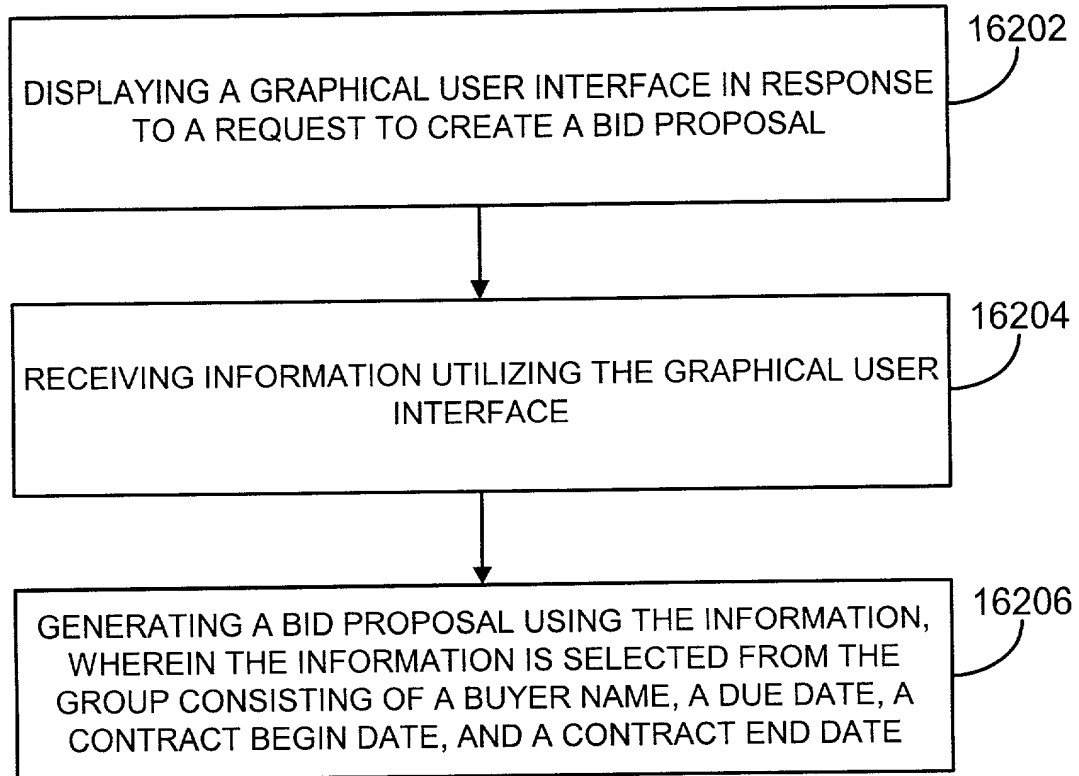 16202
DISPLAYING A GRAPHICAL USER INTERFACE IN RESPONSE
TO A REQUEST TO CREATE A BID PROPOSAL
16204
RECEIVING INFORMATION UTILIZING THE GRAPHICAL USER
INTERFACE
16206
GENERATING A BID PROPOSAL USING THE INFORMATION,
WHEREIN THE INFORMATION IS SELECTED FROM THE
GROUP CONSISTING OF A BUYER NAME, A DUE DATE, A
CONTRACT BEGIN DATE, AND A CONTRACT END DATE